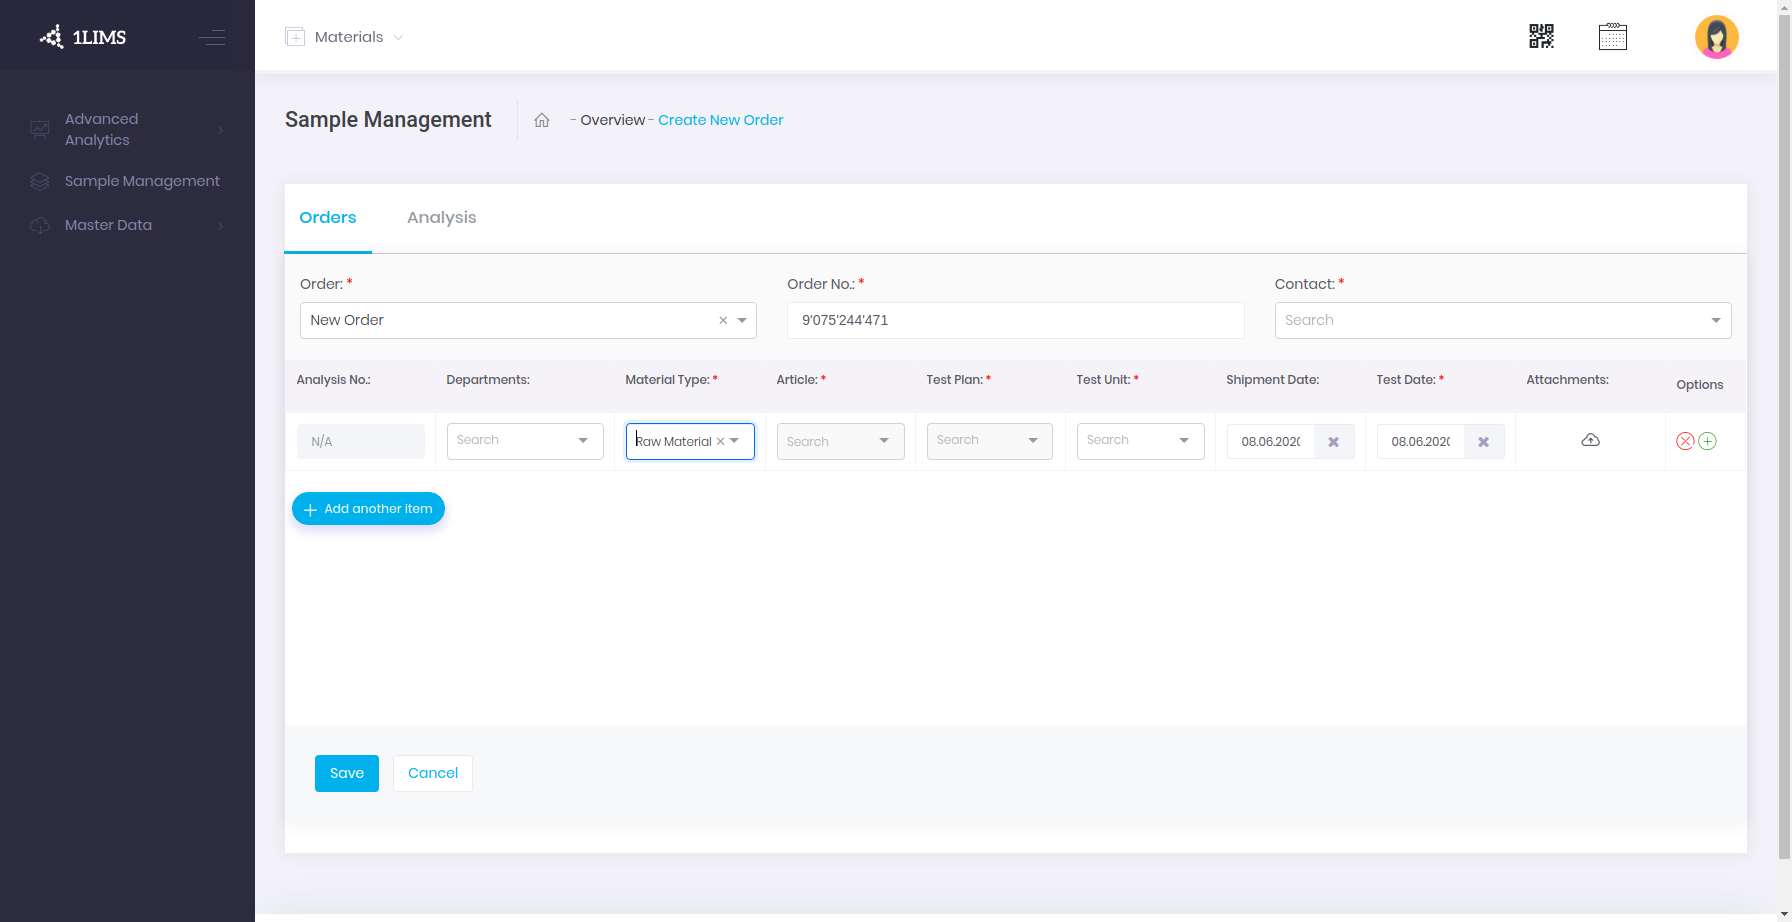 1LIMS
Materials
Advanced
Analytics
Sample Management
Master Data
Sample Management
- Overview - Create New Order
Orders
Analysis
Order: *
Order No.: *
Contact: *
New Order
9'075'244'471
Search
Analysis No.:
Departments:
Material Type: *
Article: *
Test Plan: *
Test Unit: *
Shipment Date:
Test Date: *
Attachments:
Options
N/A
Search
Raw Material
Search
Search
Search
08.06.2020
08.06.2020
Add another item
Save
Cancel